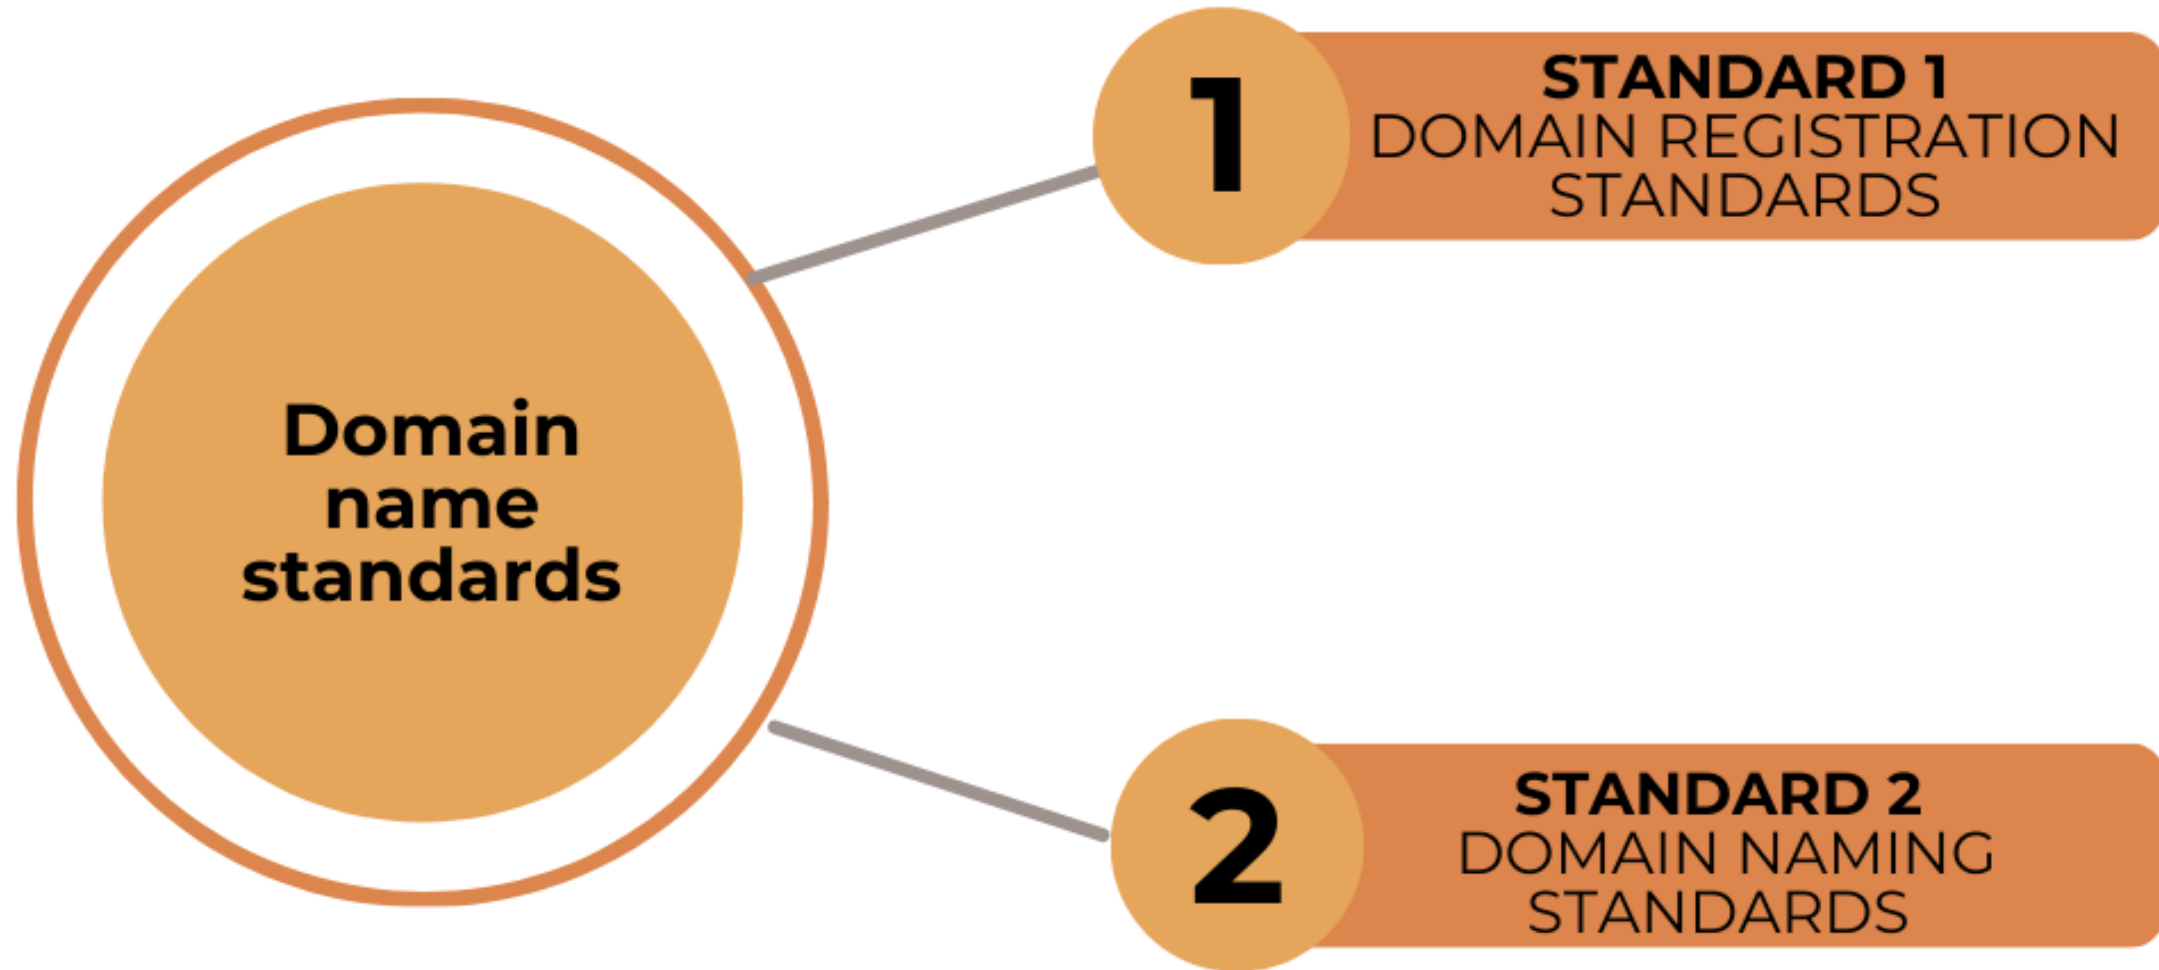 Domain
name
standards
1
STANDARD 1
DOMAIN REGISTRATION
STANDARDS
2
STANDARD 2
DOMAIN NAMING
STANDARDS